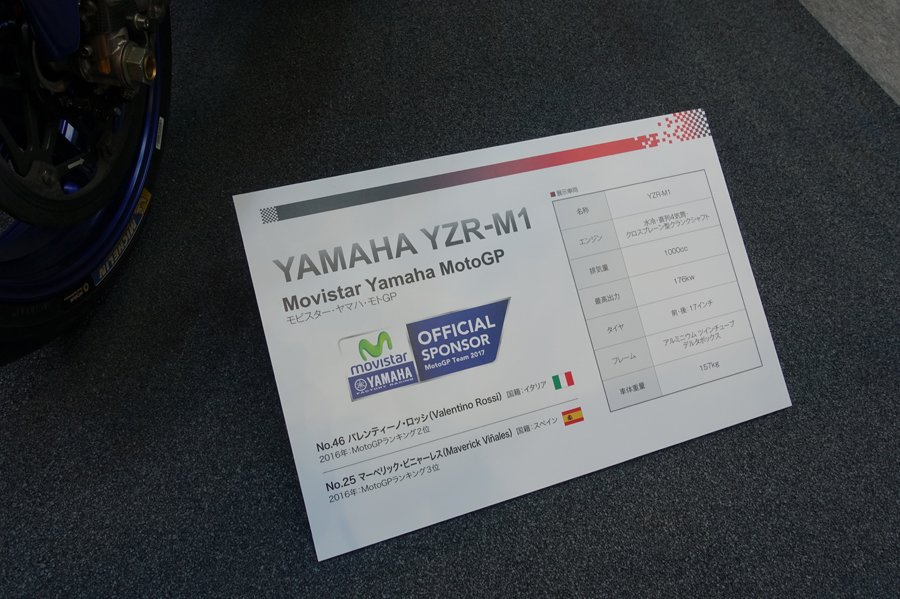 YAMAHA YZR-M1
Movistar Yamaha MotoGP
モビスター・ヤマハ・モトGP
movistar
YAMAHA
FACTORY RACING
OFFICIAL
SPONSOR
MotoGP Team 2017
No.46 バレンティーノ・ロッシ(Valentino Rossi) 国籍：イタリア
2016年：MotoGPランキング2位
No.25 マーベリック・ビニャーレス(Maverick Viñales) 国籍：スペイン
2016年：MotoGPランキング3位
■展示車両
名称 YZR-M1
エンジン 水冷・直列4気筒
クロスプレーン型クランクシャフト
排気量 1000cc
最高出力 176kw
タイヤ 前・後：17インチ
フレーム アルミニウム ツインチューブ
デルタボックス
車体重量 157kg
MICHELIN